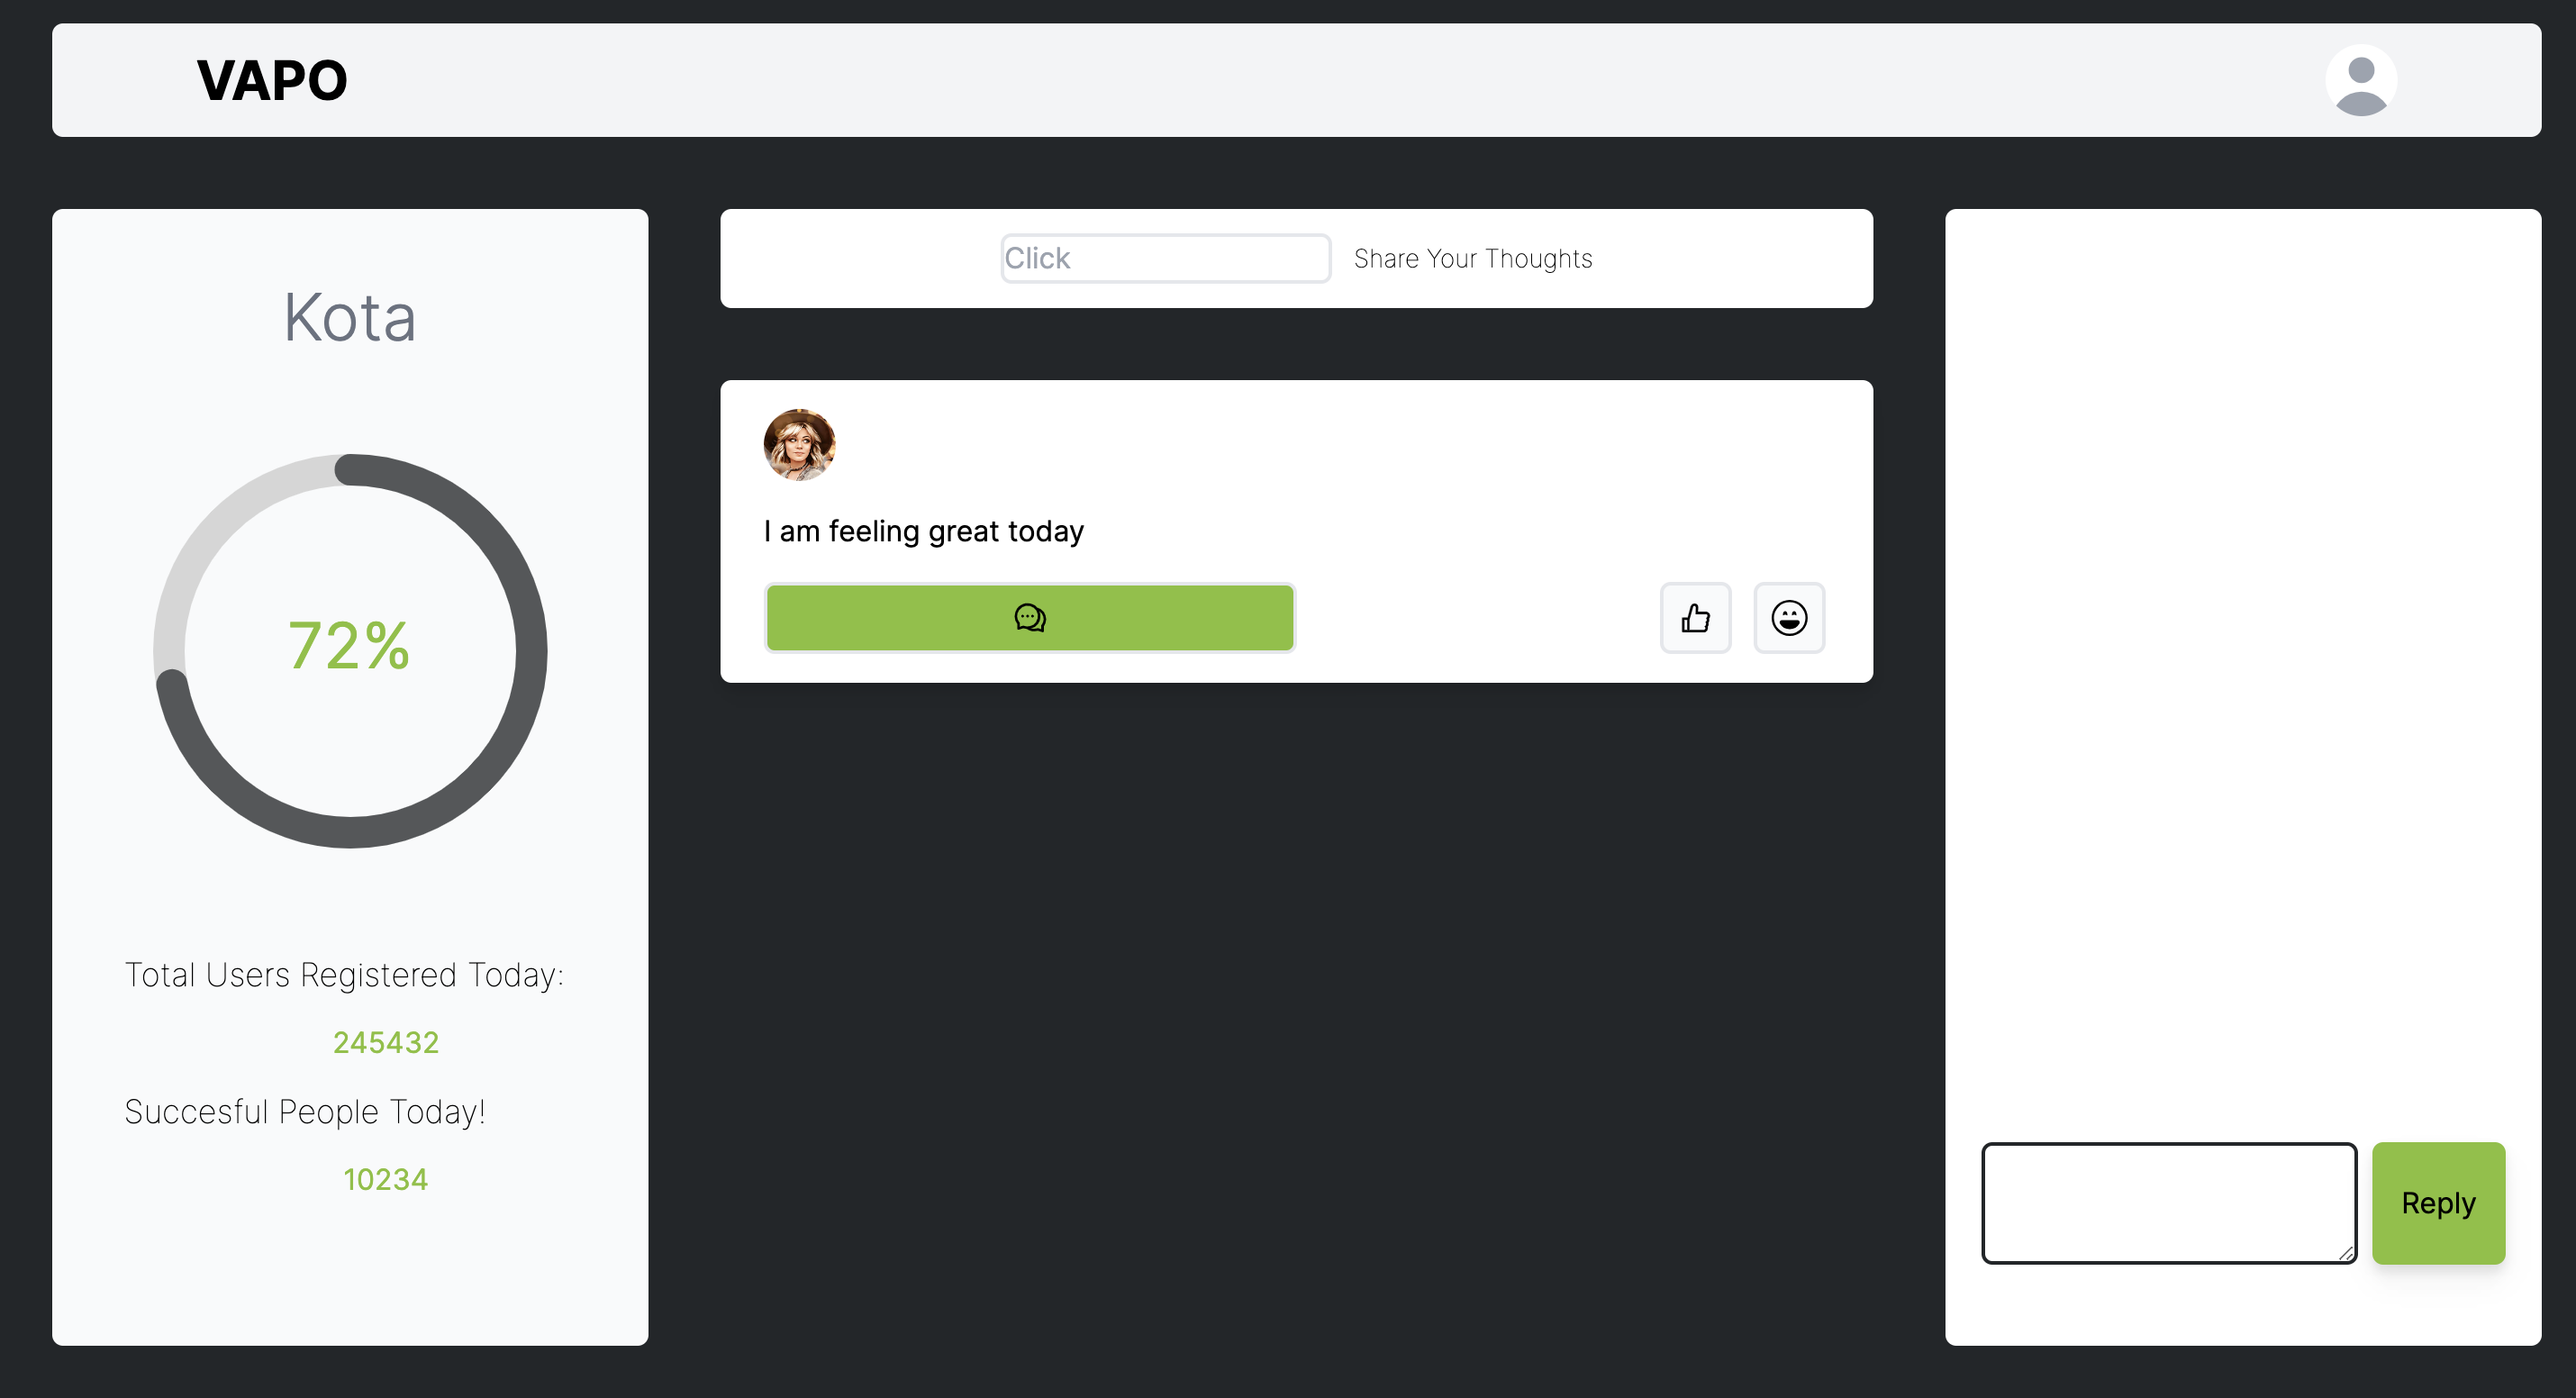 VAPO
Kota
72%
Total Users Registered Today:
245432
Succesful People Today!
10234
Click
Share Your Thoughts
I am feeling great today
Reply